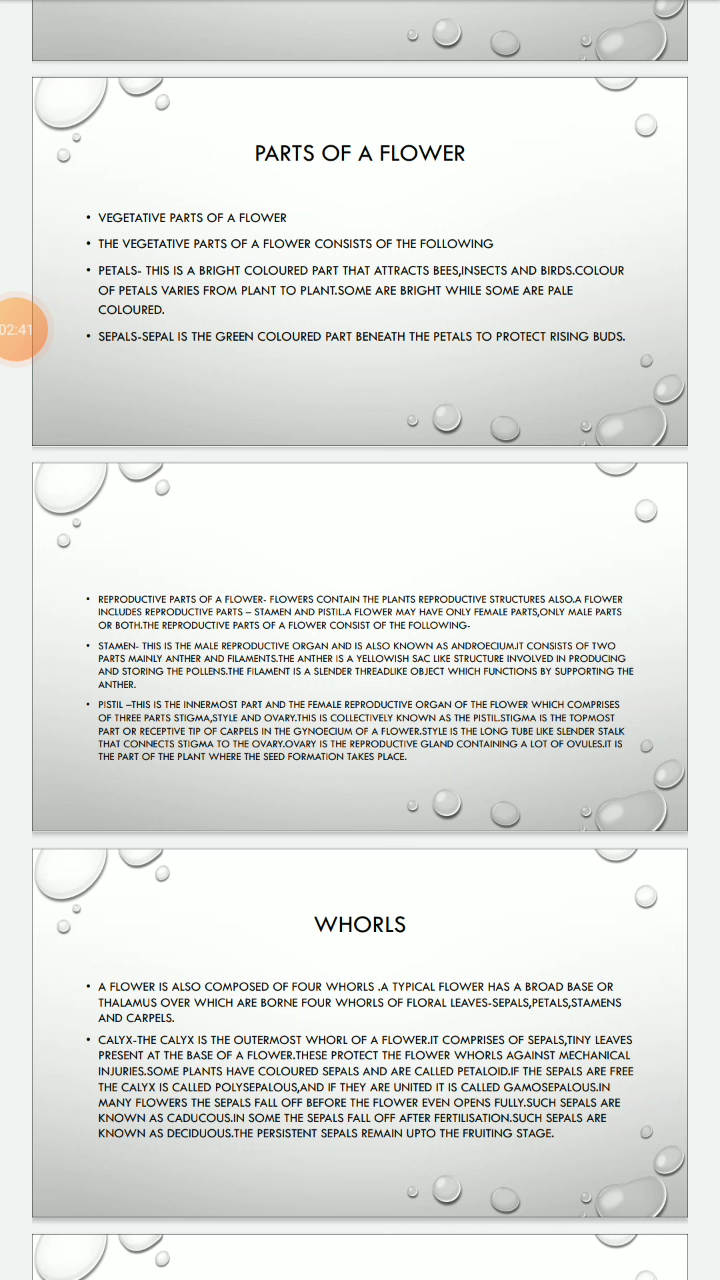 PARTS OF A FLOWER
• VEGETATIVE PARTS OF A FLOWER
• THE VEGETATIVE PARTS OF A FLOWER CONSISTS OF THE FOLLOWING
• PETALS- THIS IS A BRIGHT COLOURED PART THAT ATTRACTS BEES,INSECTS AND BIRDS.COLOUR
OF PETALS VARIES FROM PLANT TO PLANT.SOME ARE BRIGHT WHILE SOME ARE PALE
COLOURED.
02:41
• SEPALS-SEPAL IS THE GREEN COLOURED PART BENEATH THE PETALS TO PROTECT RISING BUDS.
• REPRODUCTIVE PARTS OF A FLOWER- FLOWERS CONTAIN THE PLANTS REPRODUCTIVE STRUCTURES ALSO.A FLOWER
INCLUDES REPRODUCTIVE PARTS – STAMEN AND PISTIL.A FLOWER MAY HAVE ONLY FEMALE PARTS,ONLY MALE PARTS
OR BOTH.THE REPRODUCTIVE PARTS OF A FLOWER CONSIST OF THE FOLLOWING-
• STAMEN- THIS IS THE MALE REPRODUCTIVE ORGAN AND IS ALSO KNOWN AS ANDROECIUM.IT CONSISTS OF TWO
PARTS MAINLY ANTHER AND FILAMENTS.THE ANTHER IS A YELLOWISH SAC LIKE STRUCTURE INVOLVED IN PRODUCING
AND STORING THE POLLENS.THE FILAMENT IS A SLENDER THREADLIKE OBJECT WHICH FUNCTIONS BY SUPPORTING THE
ANTHER.
• PISTIL –THIS IS THE INNERMOST PART AND THE FEMALE REPRODUCTIVE ORGAN OF THE FLOWER WHICH COMPRISES
OF THREE PARTS STIGMA,STYLE AND OVARY.THIS IS COLLECTIVELY KNOWN AS THE PISTIL.STIGMA IS THE TOPMOST
PART OR RECEPTIVE TIP OF CARPELS IN THE GYNOECIUM OF A FLOWER.STYLE IS THE LONG TUBE LIKE SLENDER STALK
THAT CONNECTS STIGMA TO THE OVARY.OVARY IS THE REPRODUCTIVE GLAND CONTAINING A LOT OF OVULES.IT IS
THE PART OF THE PLANT WHERE THE SEED FORMATION TAKES PLACE.
WHORLS
• A FLOWER IS ALSO COMPOSED OF FOUR WHORLS .A TYPICAL FLOWER HAS A BROAD BASE OR
THALAMUS OVER WHICH ARE BORNE FOUR WHORLS OF FLORAL LEAVES-SEPALS,PETALS,STAMENS
AND CARPELS.
• CALYX-THE CALYX IS THE OUTERMOST WHORL OF A FLOWER.IT COMPRISES OF SEPALS,TINY LEAVES
PRESENT AT THE BASE OF A FLOWER.THESE PROTECT THE FLOWER WHORLS AGAINST MECHANICAL
INJURIES.SOME PLANTS HAVE COLOURED SEPALS AND ARE CALLED PETALOID.IF THE SEPALS ARE FREE
THE CALYX IS CALLED POLYSEPALOUS,AND IF THEY ARE UNITED IT IS CALLED GAMOSEPALOUS.IN
MANY FLOWERS THE SEPALS FALL OFF BEFORE THE FLOWER EVEN OPENS FULLY.SUCH SEPALS ARE
KNOWN AS CADUCOUS.IN SOME THE SEPALS FALL OFF AFTER FERTILISATION.SUCH SEPALS ARE
KNOWN AS DECIDUOUS.THE PERSISTENT SEPALS REMAIN UPTO THE FRUITING STAGE.